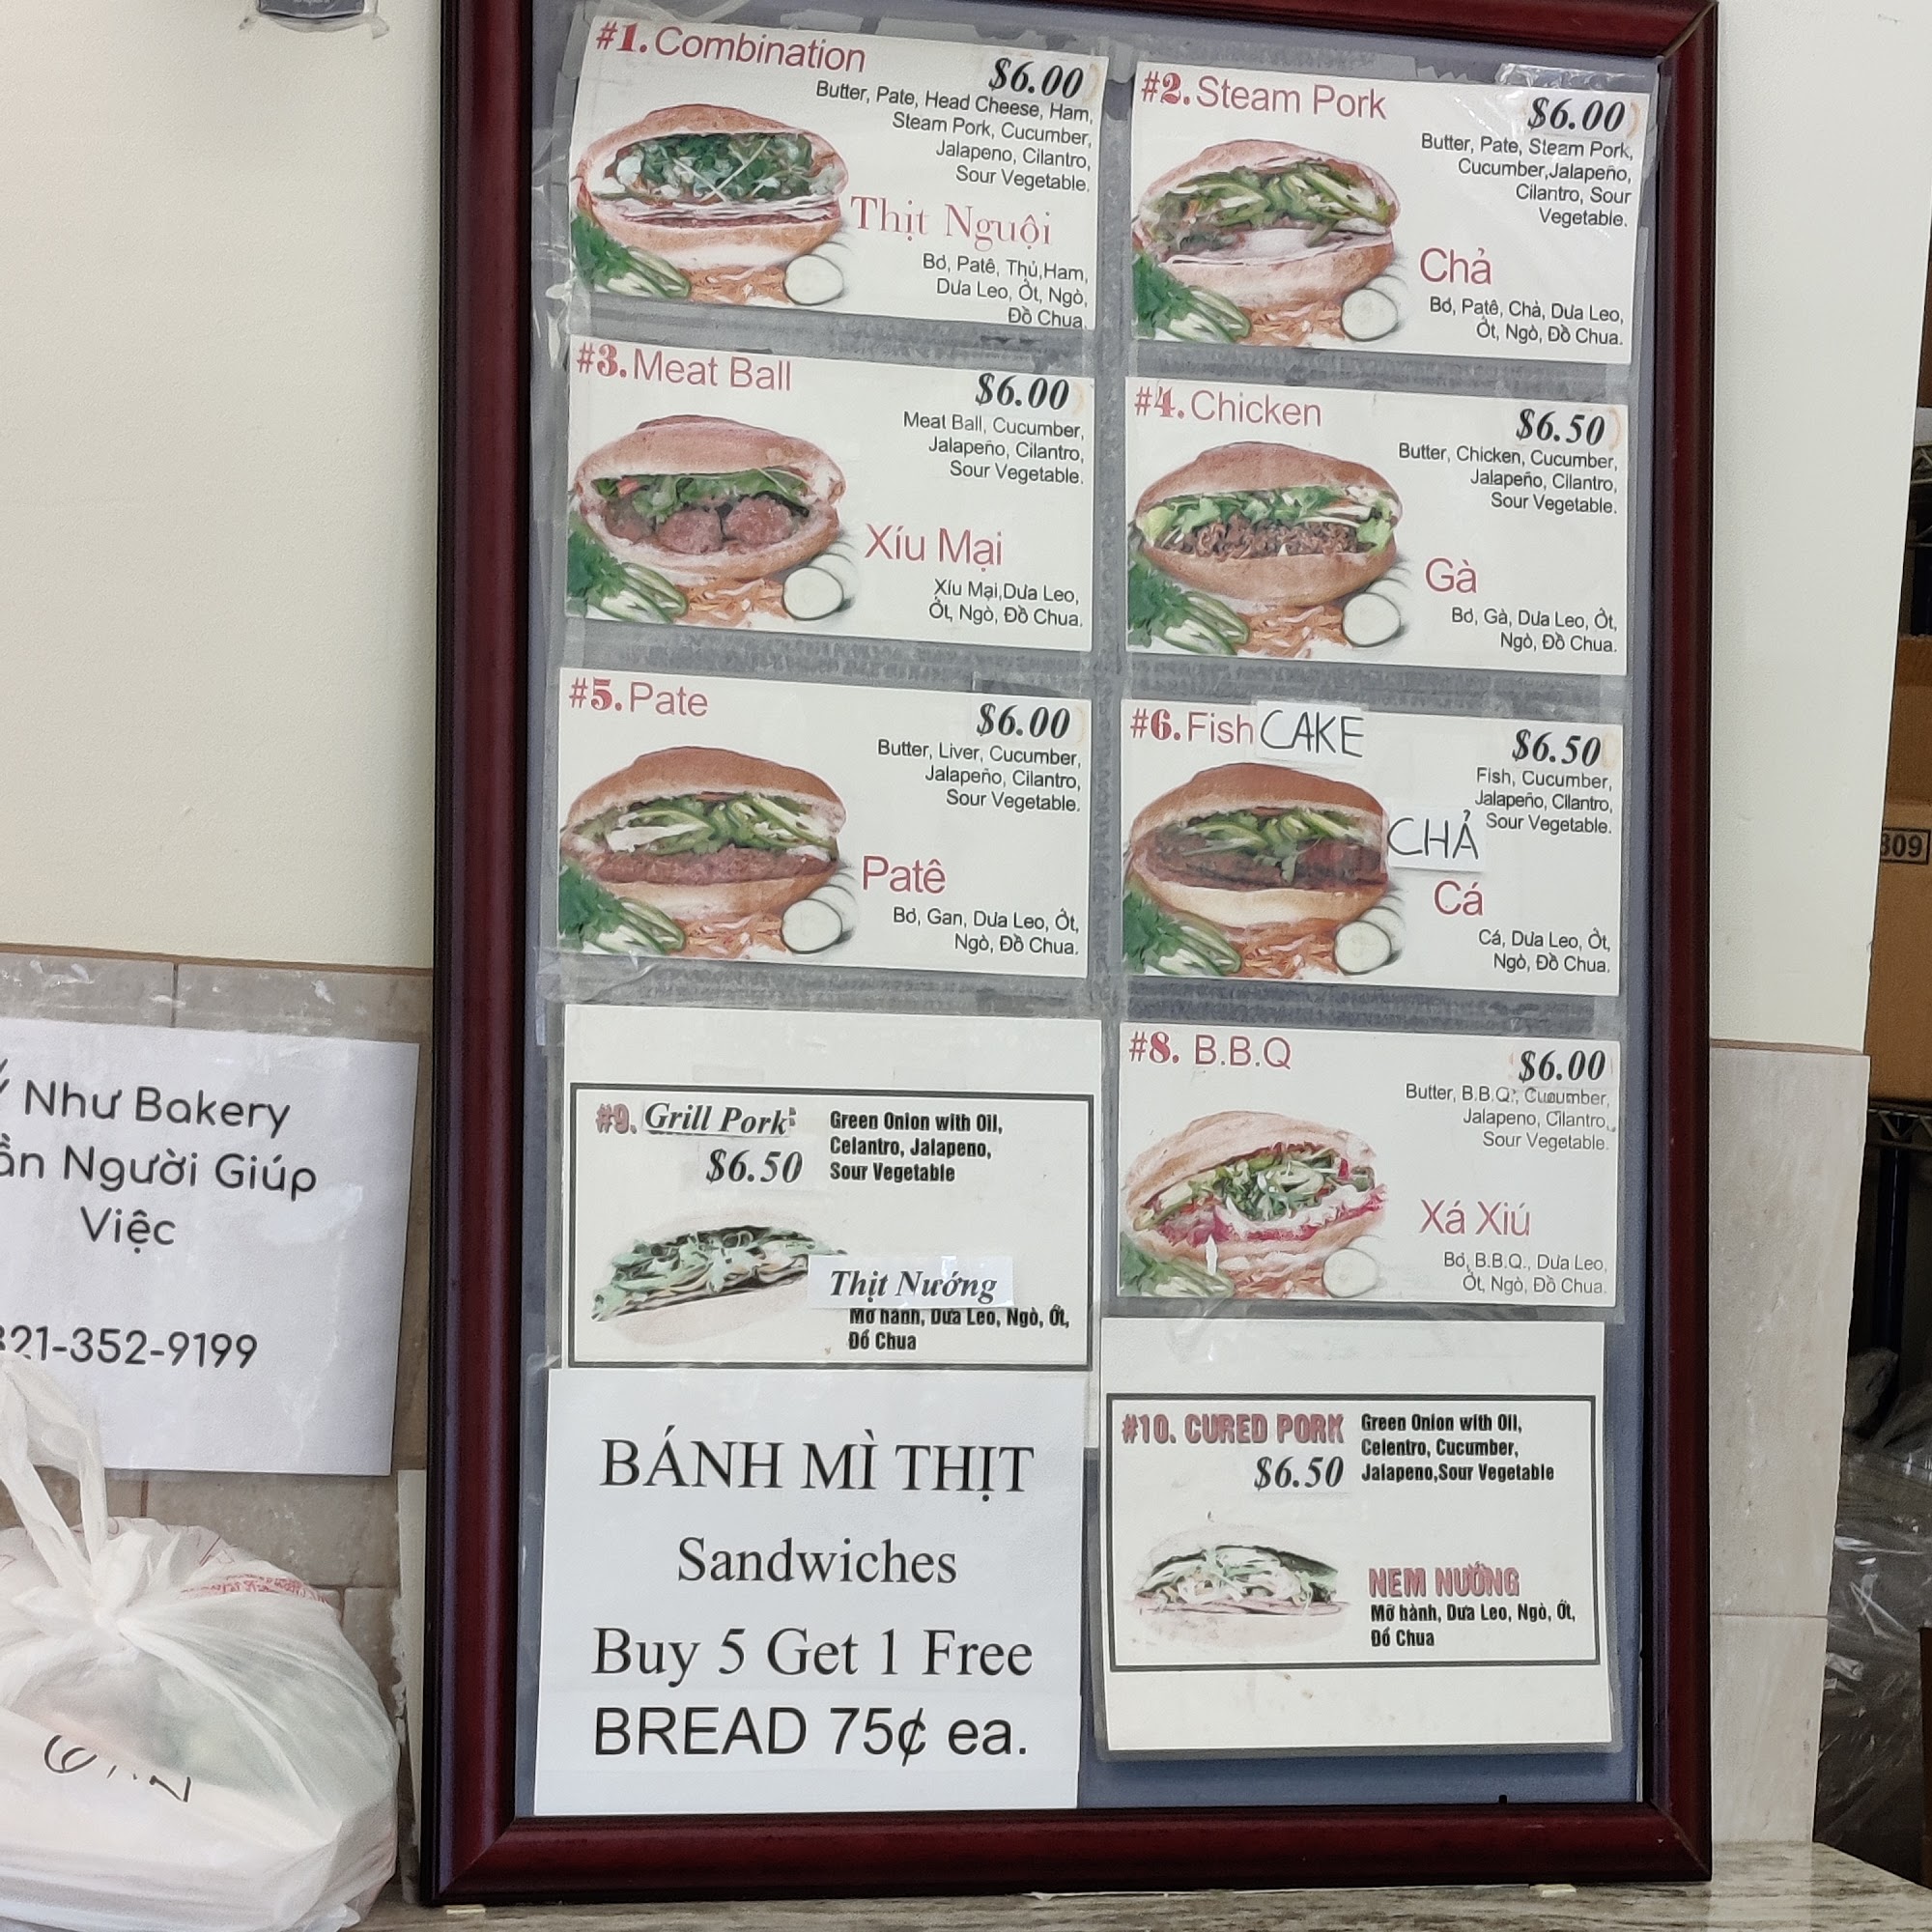 #1. Combination
$6.00
Butter, Pate, Head Cheese, Ham,
Steam Pork, Cucumber,
Jalapeno, Cilantro,
Sour Vegetable.
Thịt Nguội
Bơ, Patê, Thủ,Ham,
Dưa Leo, Ớt, Ngò,
Đồ Chua.
#2. Steam Pork
$6.00
Butter, Pate, Steam Pork,
Cucumber,Jalapeño,
Cilantro, Sour
Vegetable.
Chả
Bơ, Patê, Chả, Dưa Leo,
Ớt, Ngò, Đồ Chua.
#3. Meat Ball
$6.00
Meat Ball, Cucumber,
Jalapeño, Cilantro,
Sour Vegetable.
Xíu Mại
Xíu Mại,Dưa Leo,
Ớt, Ngò, Đồ Chua.
#4. Chicken
$6.50
Butter, Chicken, Cucumber,
Jalapeño, Cilantro,
Sour Vegetable.
Gà
Bơ, Gà, Dưa Leo, Ớt,
Ngò, Đồ Chua.
#5. Pate
$6.00
Butter, Liver, Cucumber,
Jalapeño, Cilantro,
Sour Vegetable.
Patê
Bơ, Gan, Dưa Leo, Ớt,
Ngò, Đồ Chua.
#6. Fish CAKE
$6.50
Fish, Cucumber,
Jalapeño, Cilantro,
Sour Vegetable.
CHẢ
Cá
Cá, Dưa Leo, Ớt,
Ngò, Đồ Chua.
#9. Grill Pork
$6.50
Green Onion with Oil,
Celantro, Jalapeno,
Sour Vegetable
Thịt Nướng
Mỡ hành, Dưa Leo, Ngò, Ớt,
Đồ Chua
#8. B.B.Q
$6.00
Butter, B.B.Q., Cucumber,
Jalapeno, Cilantro,
Sour Vegetable.
Xá Xiú
Bơ, B.B.Q., Dưa Leo,
Ớt, Ngò, Đồ Chua.
#10. CURED PORK
$6.50
Green Onion with Oil,
Celentro, Cucumber,
Jalapeno,Sour Vegetable
NEM NƯỚNG
Mỡ hành, Dưa Leo, Ngò, Ớt,
Đồ Chua
BÁNH MÌ THỊT
Sandwiches
Buy 5 Get 1 Free
BREAD 75¢ ea.
Như Bakery
Người Giúp
Việc
21-352-9199
309